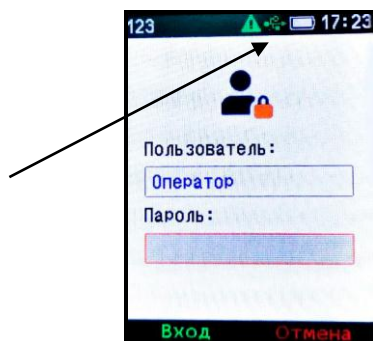 123 17:23
Пользователь:
Оператор
Пароль:
Вход Отмена